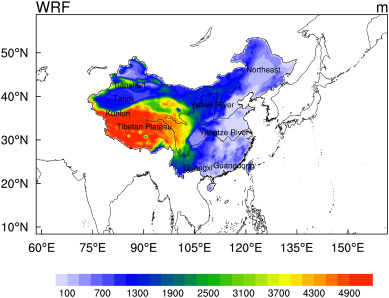 WRF m
50°N
40°N
30°N
20°N
10°N
Northeast
Tianshan
Tarim
Yellow River
Kunlun
Tibetan Plateau
Yangtze River
Guangxi Guangdong
60°E 75°E 90°E 105°E 120°E 135°E 150°E
100 700 1300 1900 2500 3100 3700 4300 4900